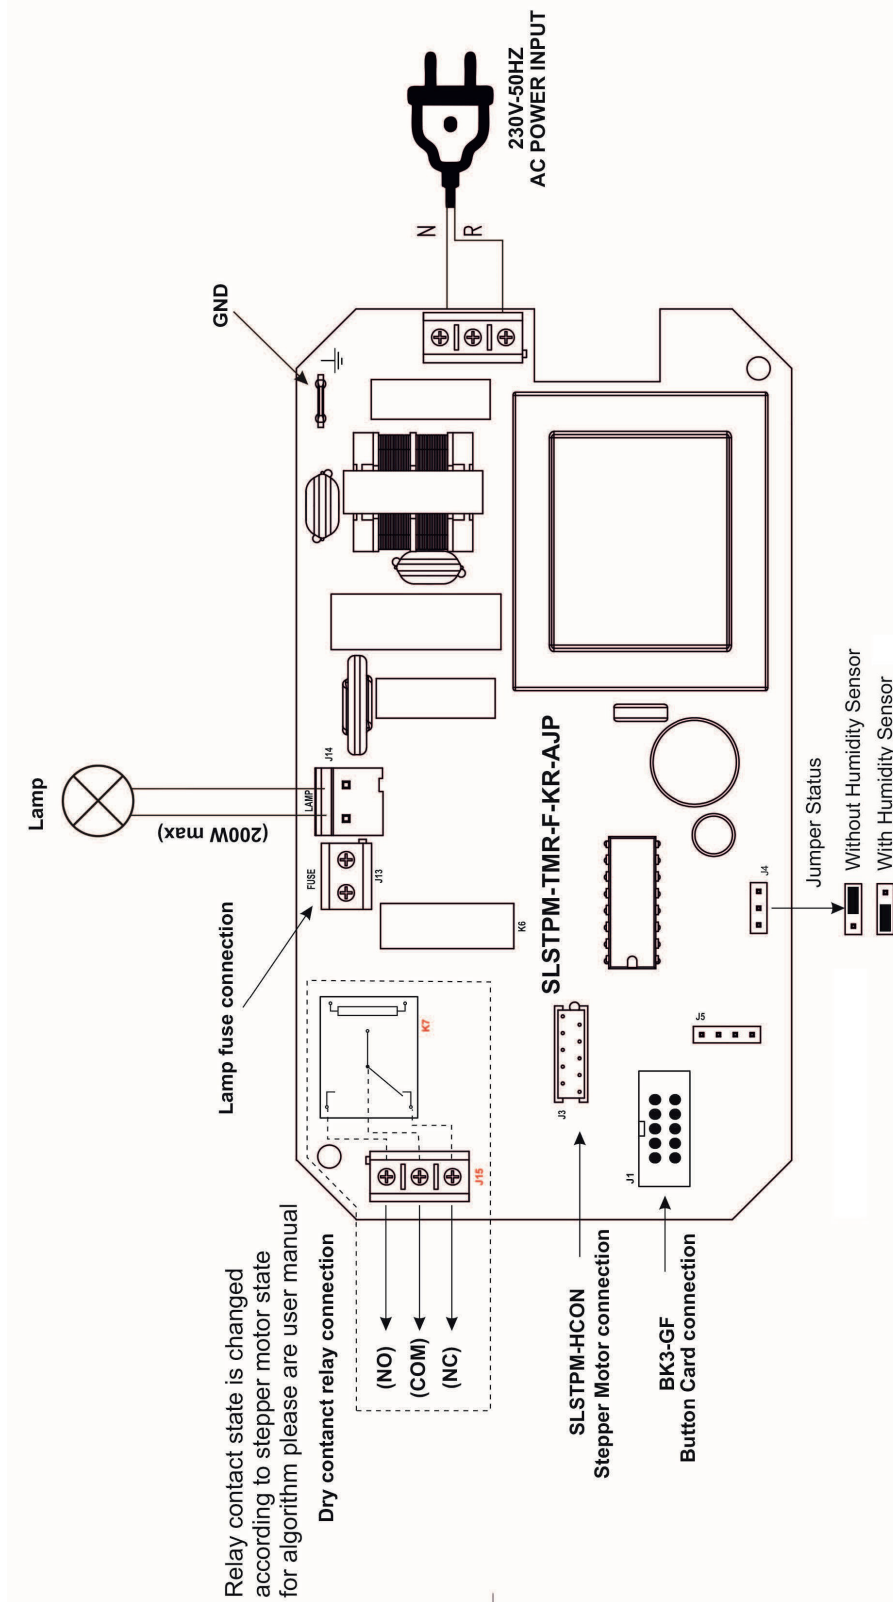 Relay contact state is changed
according to stepper motor state
for algorithm please are user manual
Dry contanct relay connection
(NO)
(COM)
(NC)
J15
K7
Lamp fuse connection
FUSE
J13
Lamp
(200W max)
LAMP
J14
GND
N
R
230V-50HZ
AC POWER INPUT
K6
SLSTPM-TMR-F-KR-AJP
SLSTPM-HCON
Stepper Motor connection
J3
BK3-GF
Button Card connection
J1
J5
J4
Jumper Status
Without Humidity Sensor
With Humidity Sensor